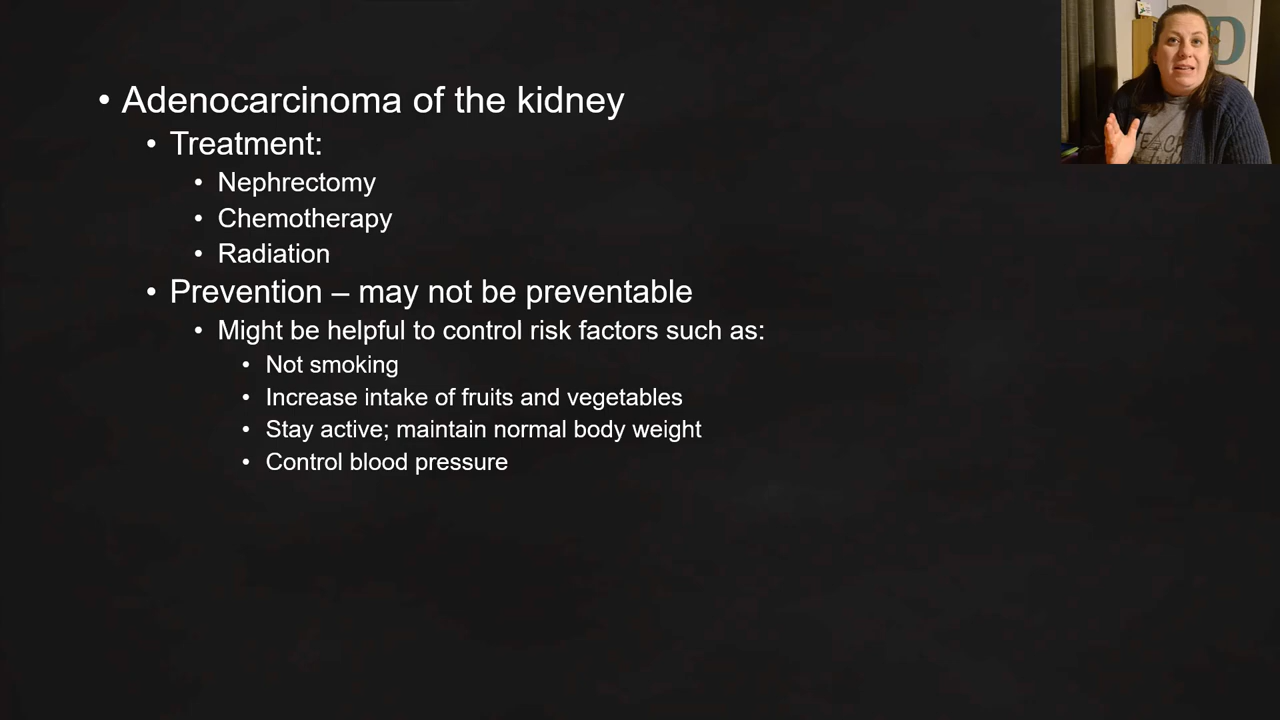 • Adenocarcinoma of the kidney
• Treatment:
• Nephrectomy
• Chemotherapy
• Radiation
• Prevention – may not be preventable
• Might be helpful to control risk factors such as:
• Not smoking
• Increase intake of fruits and vegetables
• Stay active; maintain normal body weight
• Control blood pressure
D